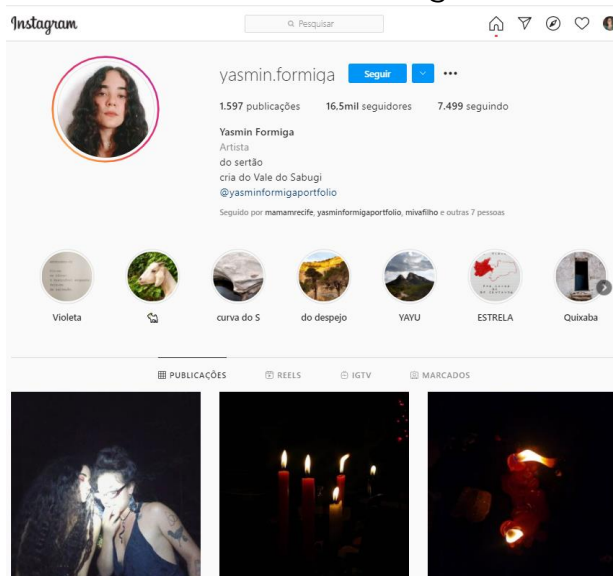 Instagram
Pesquisar
yasmin.formiga
Seguir
1.597 publicações 16,5mil seguidores 7.499 seguindo
Yasmin Formiga
Artista
do sertão
cria do Vale do Sabugi
@yasminformigaportfolio
Seguido por mamamrecife, yasminformigaportfolio, mivafilho e outras 7 pessoas
Violeta curva do S do despejo YAYU ESTRELA Quixaba
PUBLICAÇÕES REELS IGTV MARCADOS